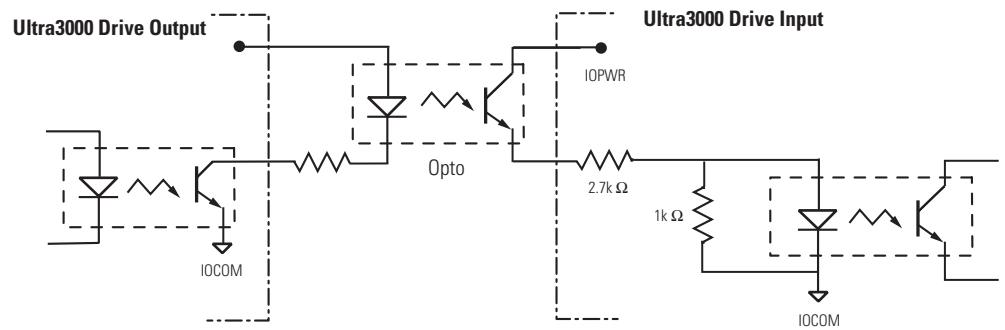 Ultra3000 Drive Output
Ultra3000 Drive Input
IOPWR
Opto
2.7k Ω
1k Ω
IOCOM
IOCOM